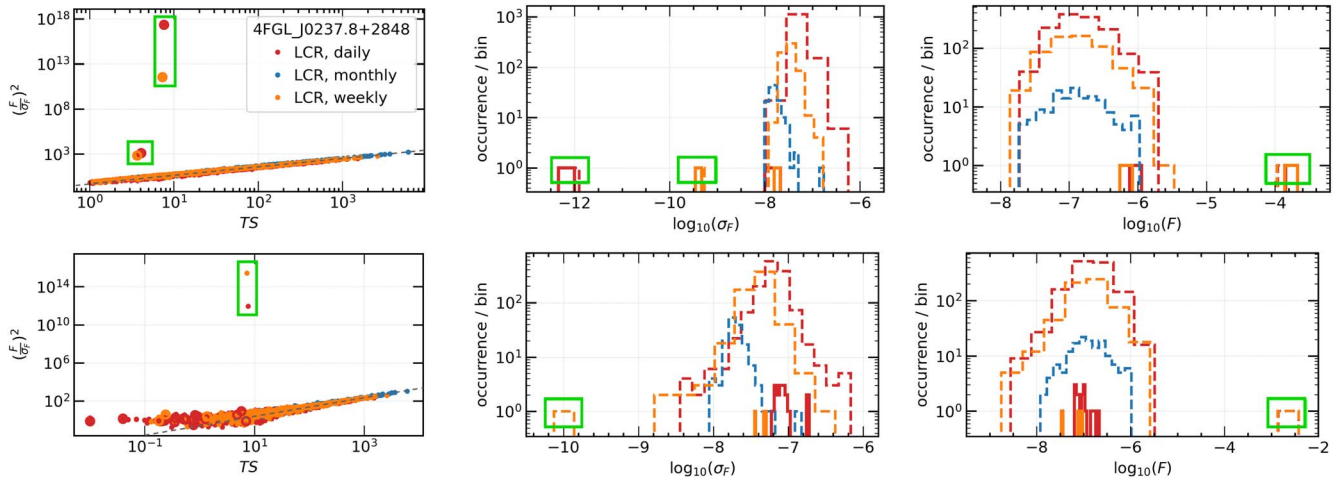 10^18
10^13
10^8
10^3
(F/σ_F)^2
4FGL_J0237.8+2848
LCR, daily
LCR, monthly
LCR, weekly
10^0 10^1 10^2 10^3
TS
10^3
10^2
10^1
10^0
occurrence / bin
−12 −10 −8 −6
log10(σ_F)
10^2
10^1
10^0
occurrence / bin
−8 −7 −6 −5 −4
log10(F)
10^14
10^10
10^6
10^2
(F/σ_F)^2
10^−1 10^1 10^3
TS
10^2
10^1
10^0
occurrence / bin
−10 −9 −8 −7 −6
log10(σ_F)
10^2
10^1
10^0
occurrence / bin
−8 −6 −4 −2
log10(F)